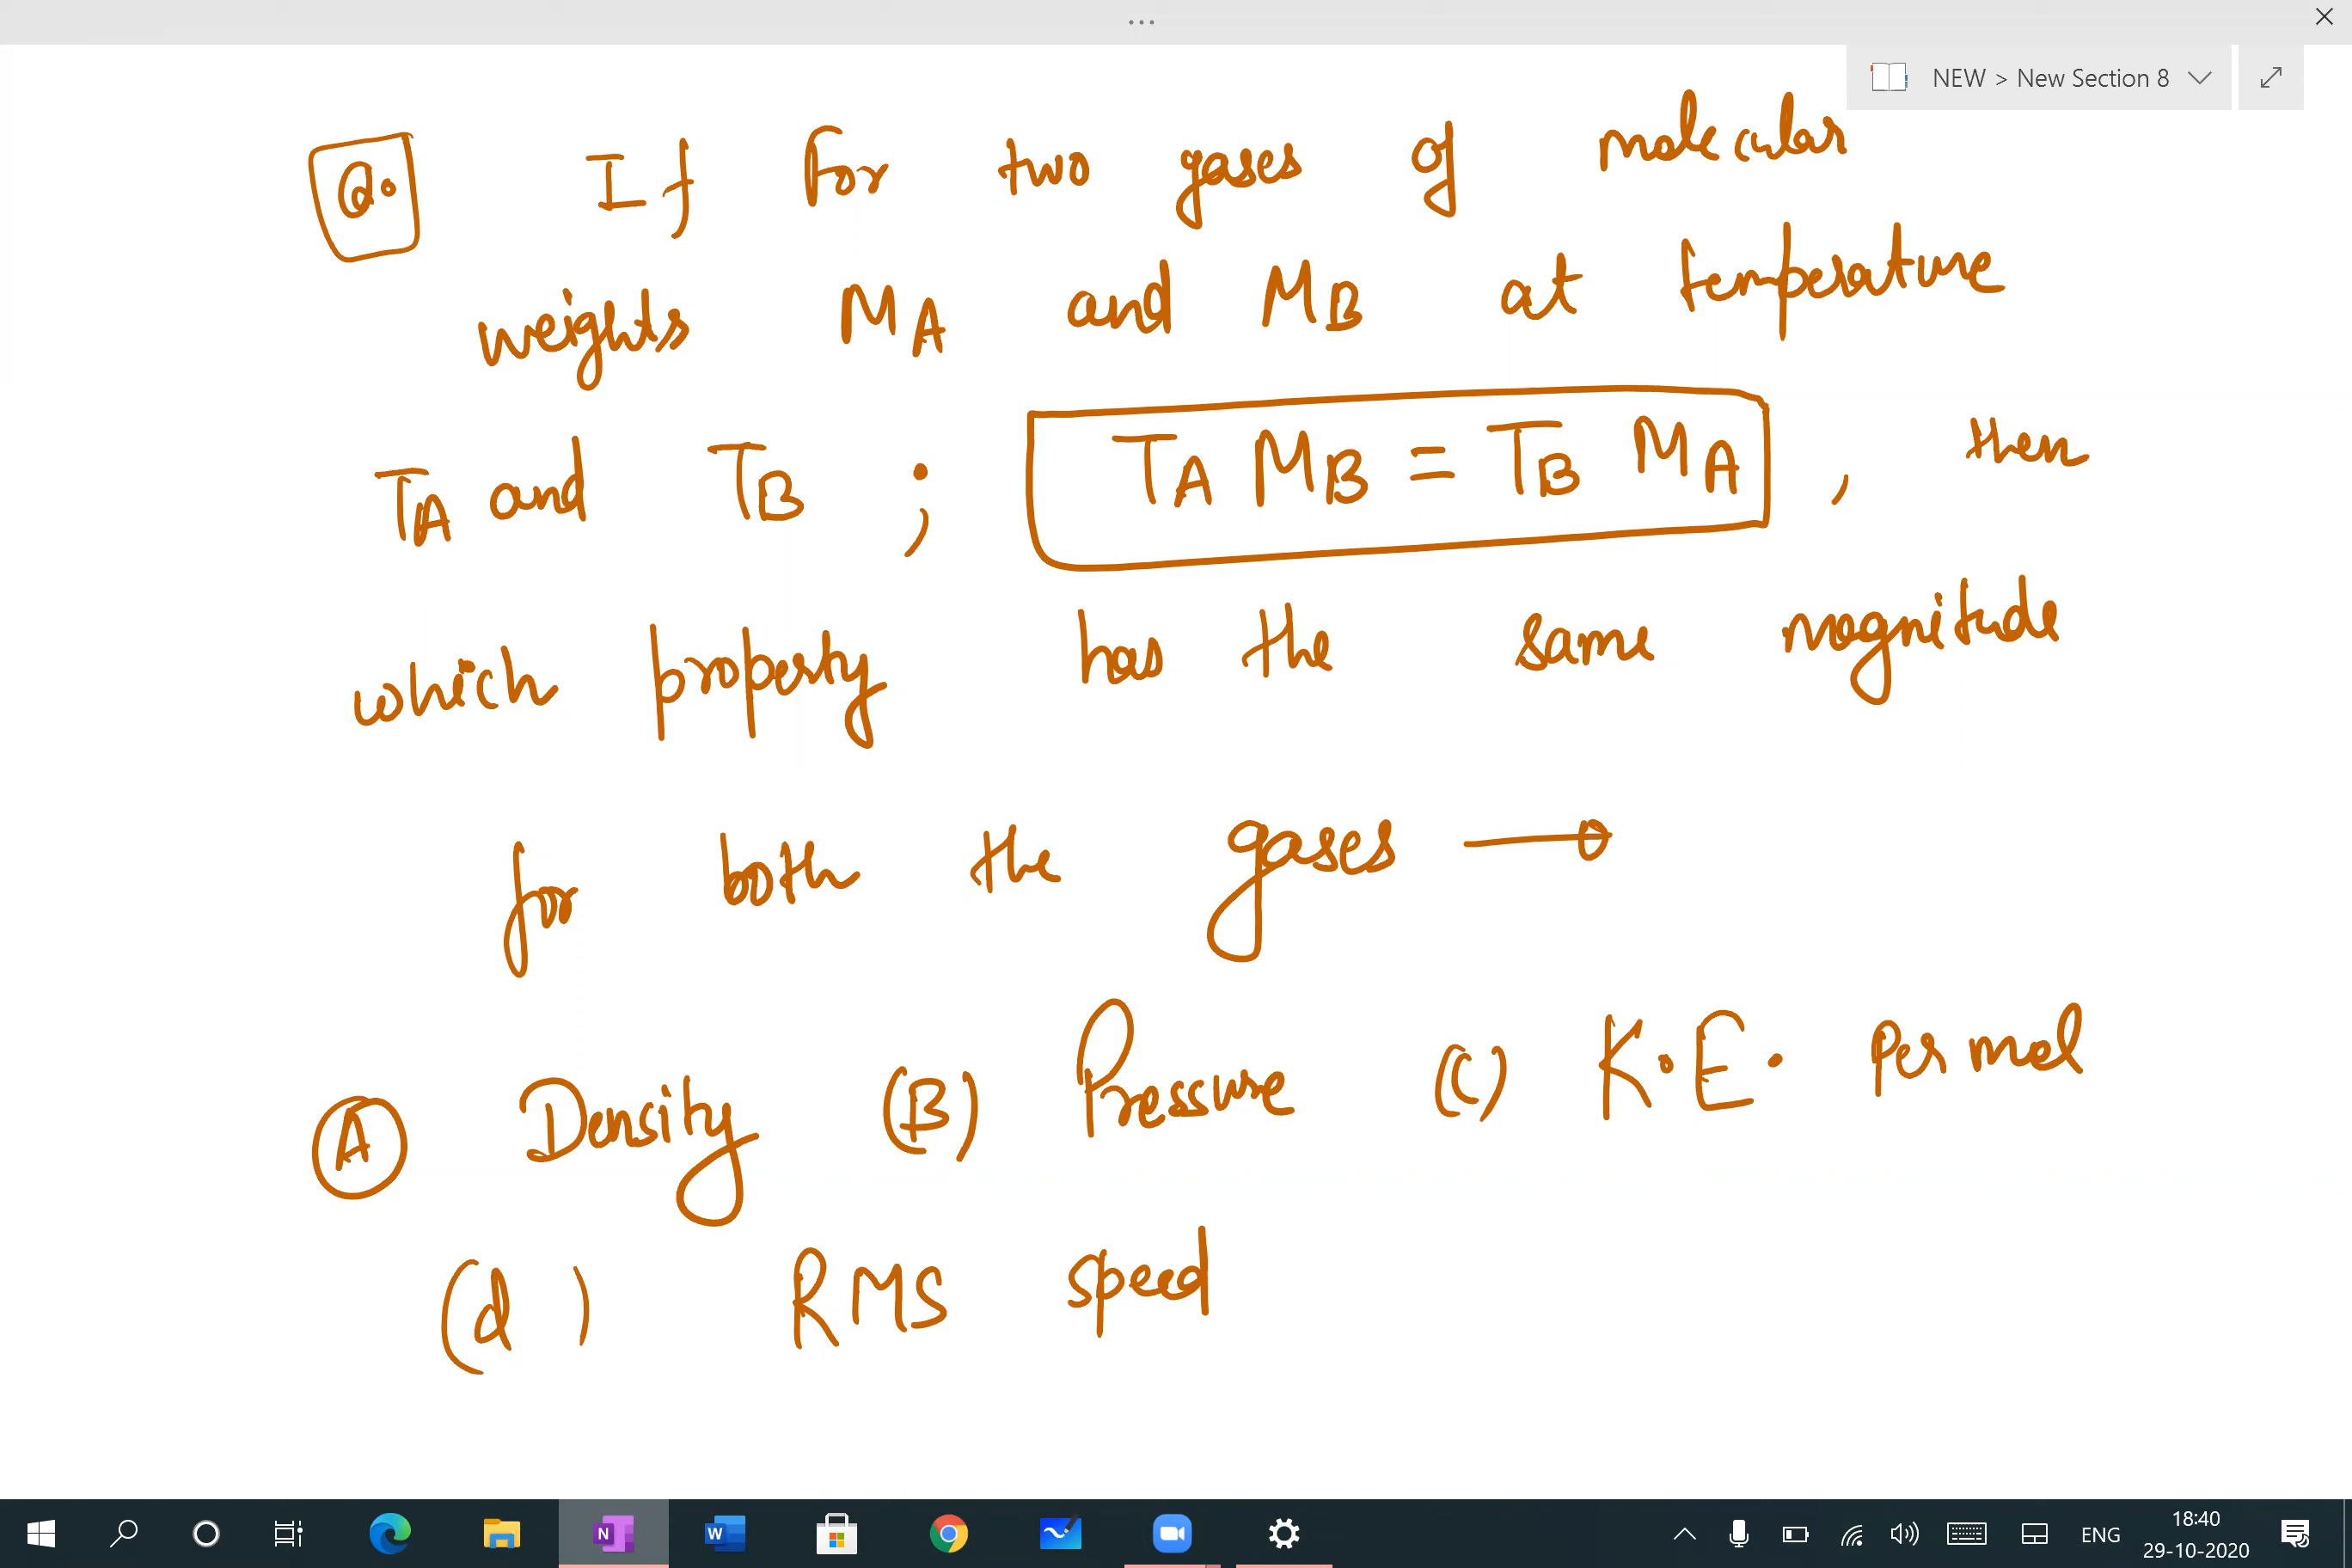 NEW > New Section 8
Q. If For two gases of molecular
weights MA and MB at temperature
TA and TB ; TA MB = TB MA , then
which property has the same magnitude
for both the gases
(A) Density (B) Pressure (C) K.E. per mol
(d) RMS speed
ENG 18:40
29-10-2020